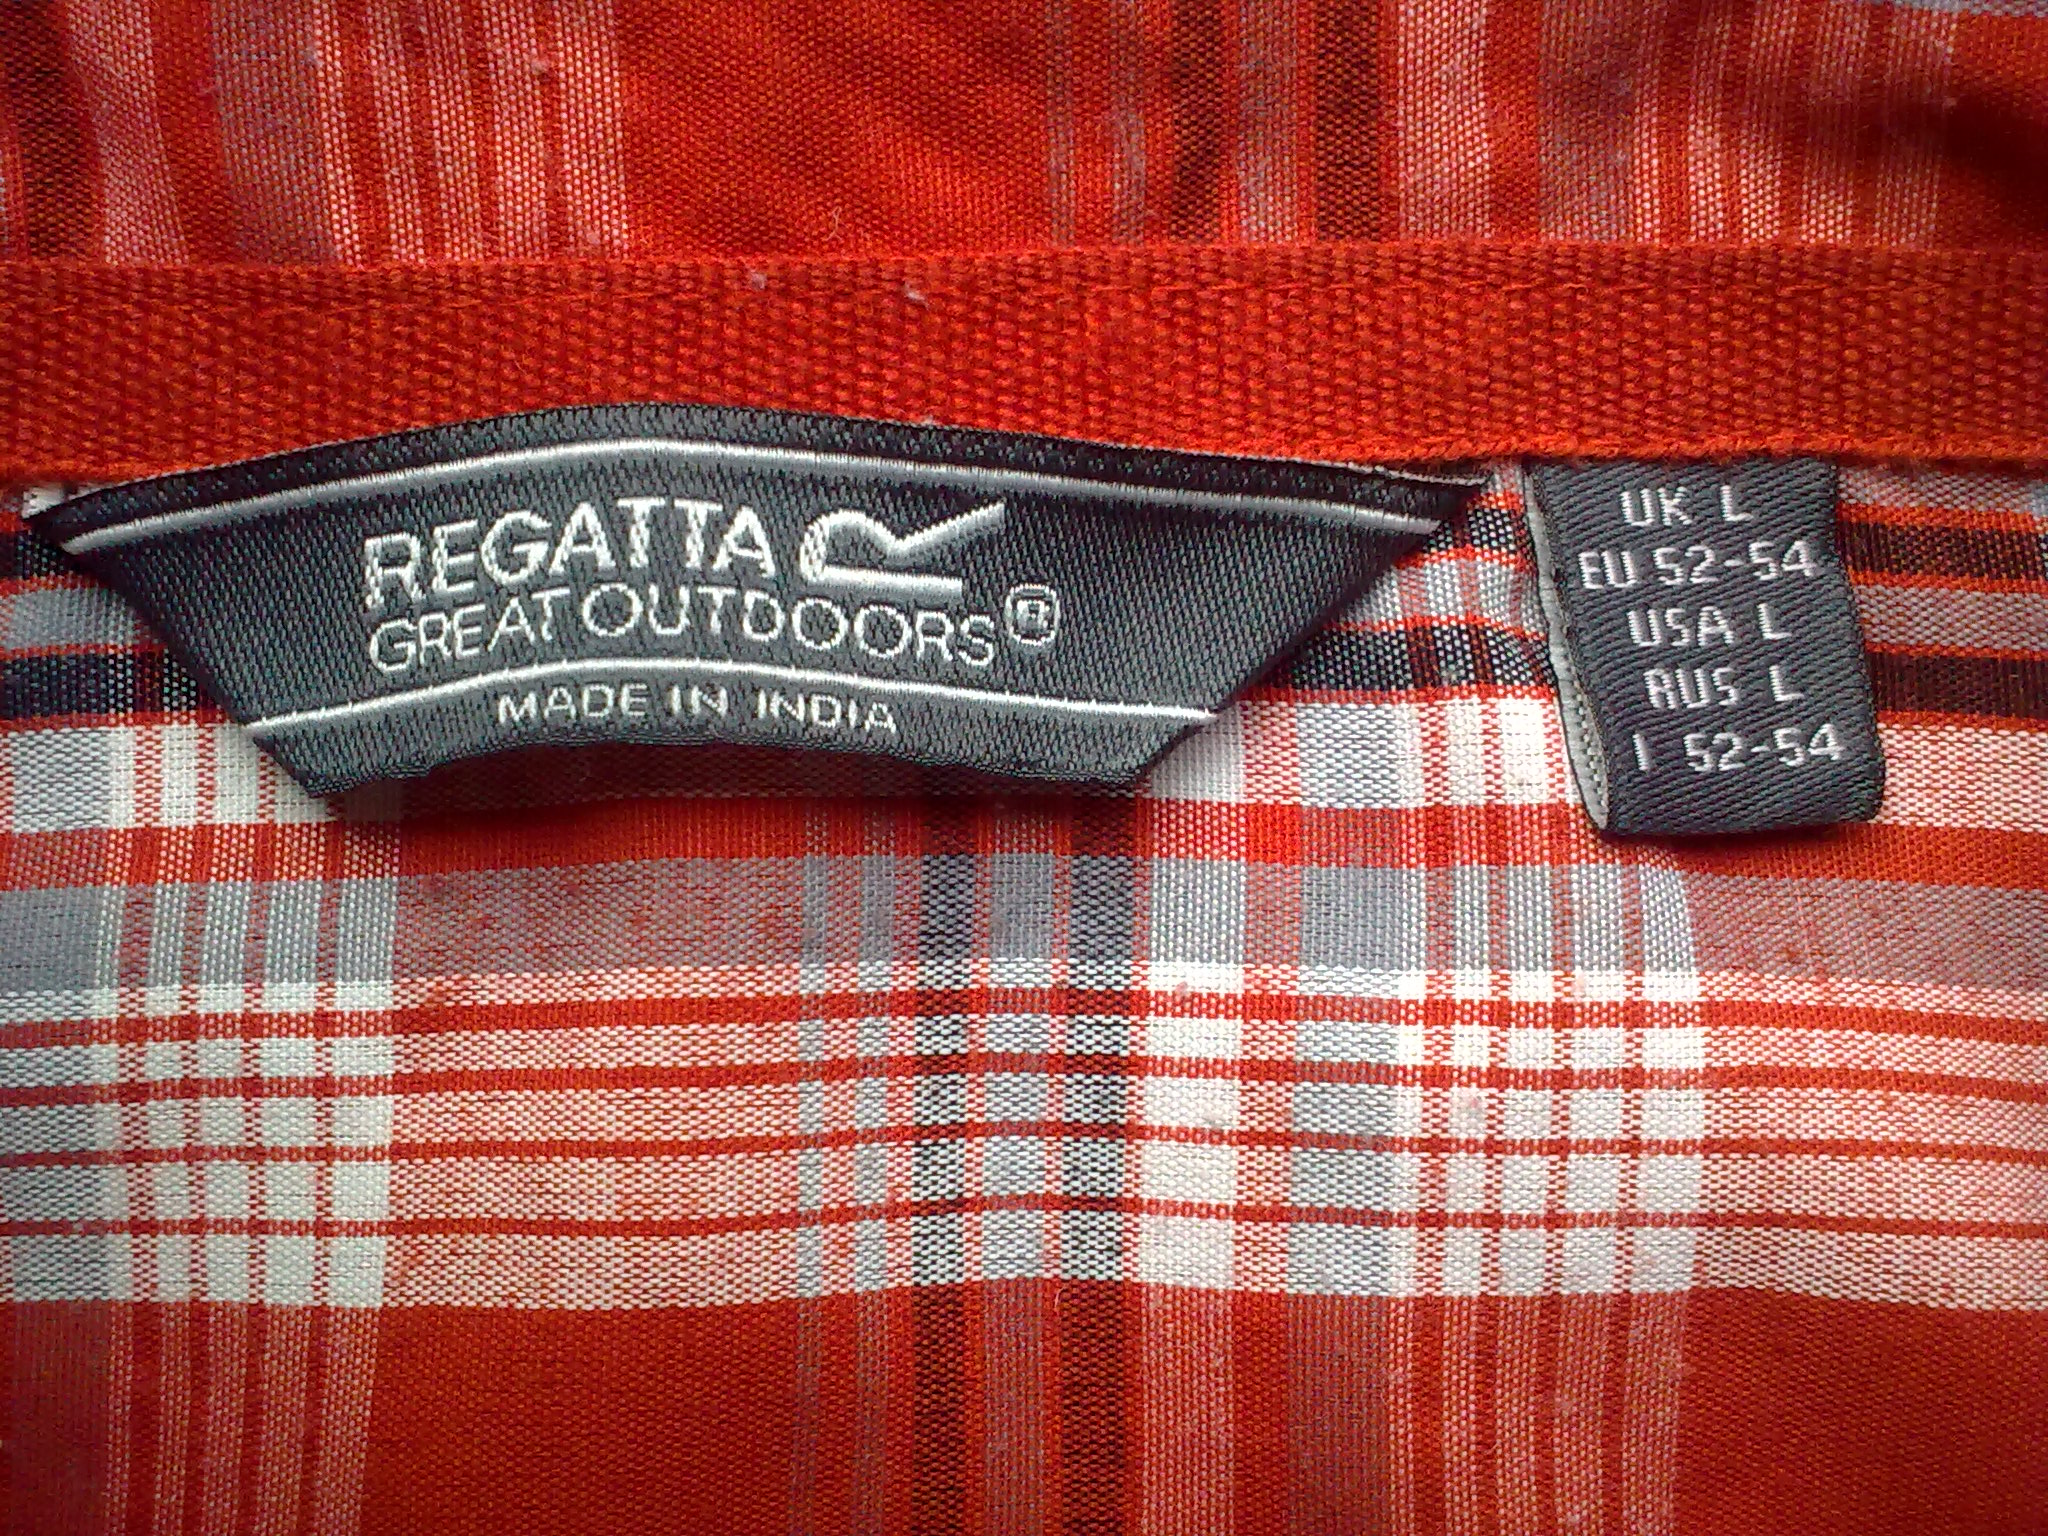 REGATTA
GREAT OUTDOORS®
MADE IN INDIA
UK L
EU 52-54
USA L
RUS L
I 52-54